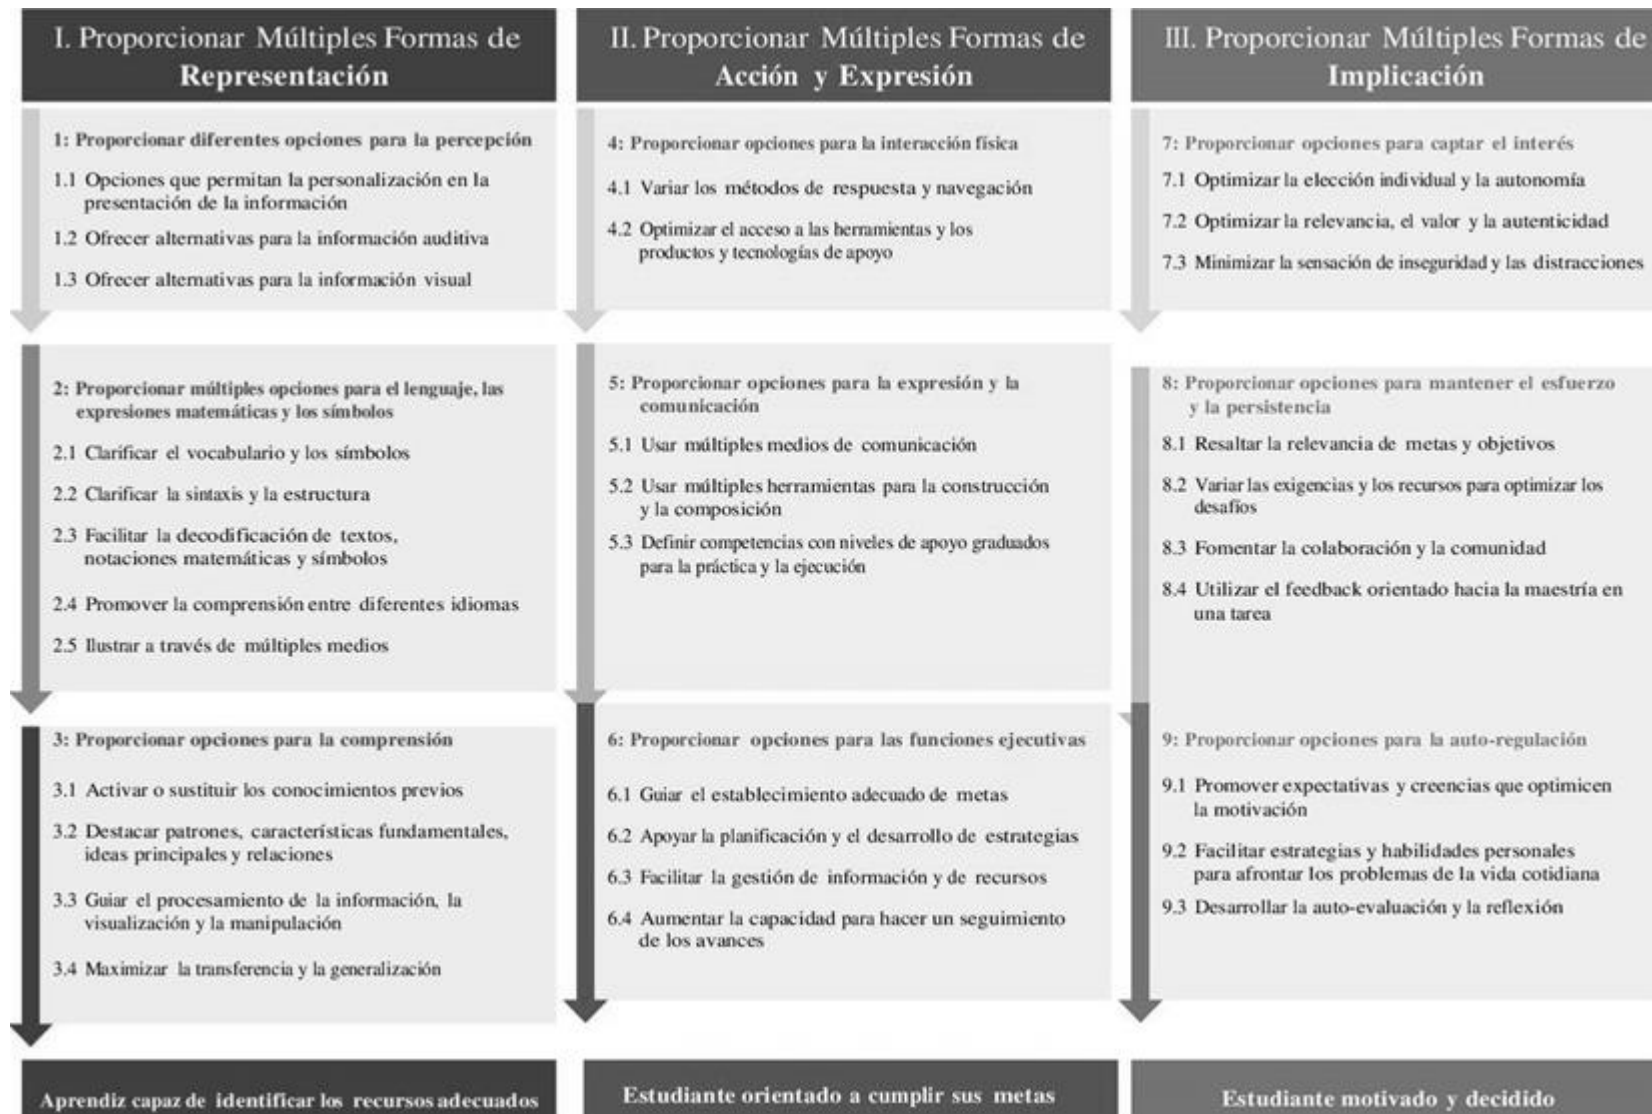 I. Proporcionar Múltiples Formas de
Representación
1: Proporcionar diferentes opciones para la percepción
1.1 Opciones que permitan la personalización en la
presentación de la información
1.2 Ofrecer alternativas para la información auditiva
1.3 Ofrecer alternativas para la información visual
2: Proporcionar múltiples opciones para el lenguaje, las
expresiones matemáticas y los símbolos
2.1 Clarificar el vocabulario y los símbolos
2.2 Clarificar la sintaxis y la estructura
2.3 Facilitar la decodificación de textos,
notaciones matemáticas y símbolos
2.4 Promover la comprensión entre diferentes idiomas
2.5 Ilustrar a través de múltiples medios
3: Proporcionar opciones para la comprensión
3.1 Activar o sustituir los conocimientos previos
3.2 Destacar patrones, características fundamentales,
ideas principales y relaciones
3.3 Guiar el procesamiento de la información, la
visualización y la manipulación
3.4 Maximizar la transferencia y la generalización
Aprendiz capaz de identificar los recursos adecuados
II. Proporcionar Múltiples Formas de
Acción y Expresión
4: Proporcionar opciones para la interacción física
4.1 Variar los métodos de respuesta y navegación
4.2 Optimizar el acceso a las herramientas y los
productos y tecnologías de apoyo
5: Proporcionar opciones para la expresión y la
comunicación
5.1 Usar múltiples medios de comunicación
5.2 Usar múltiples herramientas para la construcción
y la composición
5.3 Definir competencias con niveles de apoyo graduados
para la práctica y la ejecución
6: Proporcionar opciones para las funciones ejecutivas
6.1 Guiar el establecimiento adecuado de metas
6.2 Apoyar la planificación y el desarrollo de estrategias
6.3 Facilitar la gestión de información y de recursos
6.4 Aumentar la capacidad para hacer un seguimiento
de los avances
Estudiante orientado a cumplir sus metas
III. Proporcionar Múltiples Formas de
Implicación
7: Proporcionar opciones para captar el interés
7.1 Optimizar la elección individual y la autonomía
7.2 Optimizar la relevancia, el valor y la autenticidad
7.3 Minimizar la sensación de inseguridad y las distracciones
8: Proporcionar opciones para mantener el esfuerzo
y la persistencia
8.1 Resaltar la relevancia de metas y objetivos
8.2 Variar las exigencias y los recursos para optimizar los
desafíos
8.3 Fomentar la colaboración y la comunidad
8.4 Utilizar el feedback orientado hacia la maestría en
una tarea
9: Proporcionar opciones para la auto-regulación
9.1 Promover expectativas y creencias que optimicen
la motivación
9.2 Facilitar estrategias y habilidades personales
para afrontar los problemas de la vida cotidiana
9.3 Desarrollar la auto-evaluación y la reflexión
Estudiante motivado y decidido